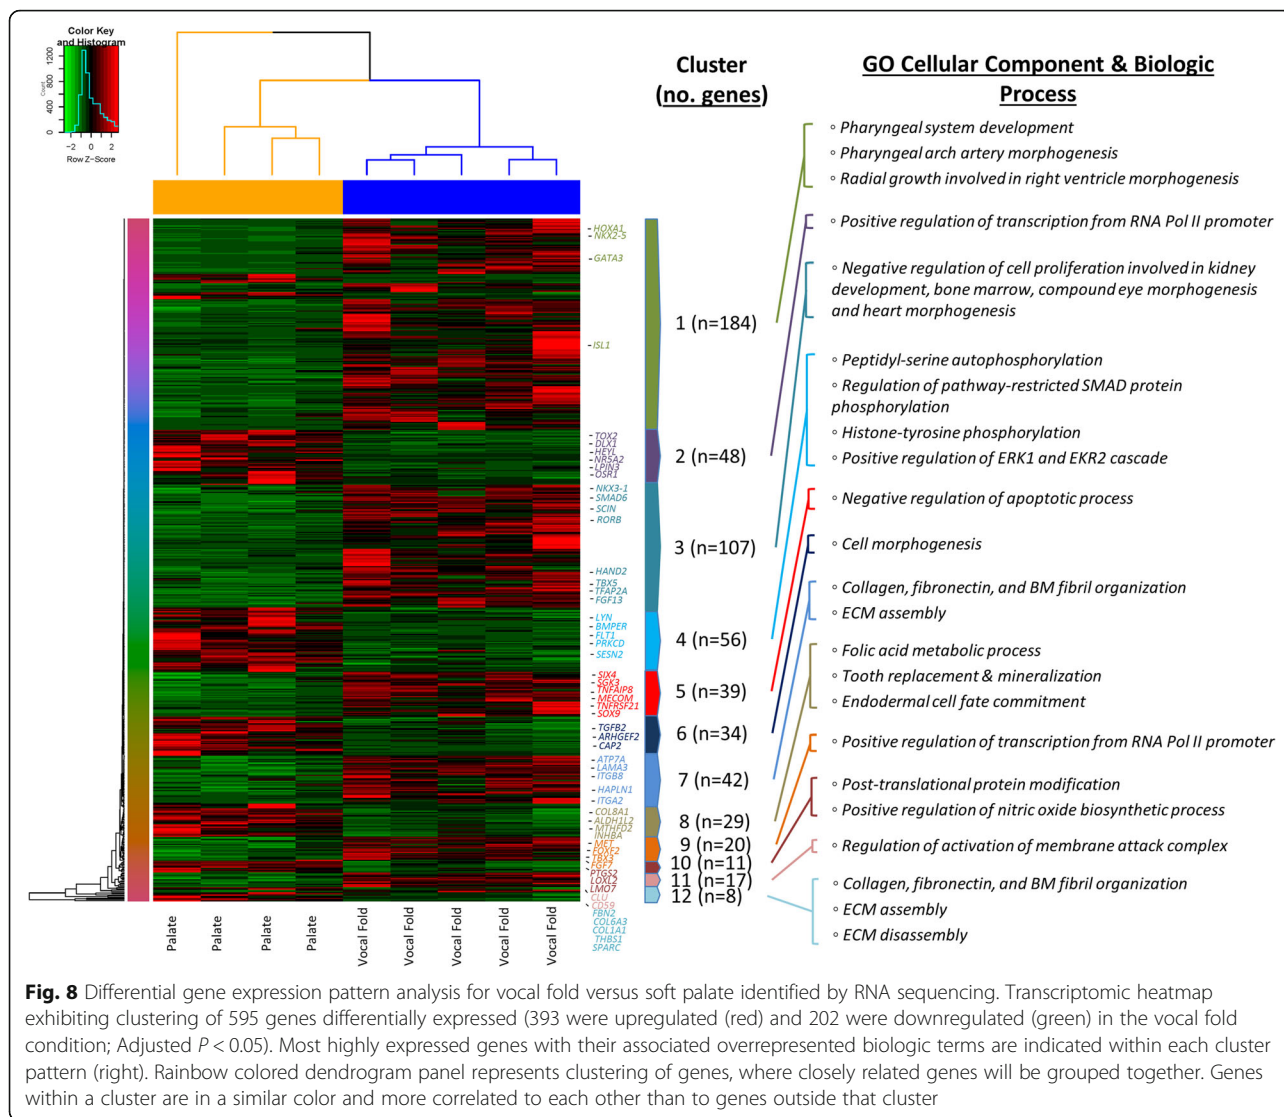 Color Key
and Histogram
Count
0 400 800 1200
−2 0 2
Row Z−Score
Cluster
(no. genes)
GO Cellular Component & Biologic
Process
HOXA1
NKX2-5
GATA3
ISL1
TOX2
DLX1
HEYL
NR5A2
LPIN3
OSR1
NKX3-1
SMAD6
SCIN
RORB
HAND2
TBX5
TFAP2A
FGF13
LYN
BMPER
FLT1
PRKCD
SESN2
SIX4
SGK3
TNFAIP8
MECOM
TNFRSF21
SOX9
TGFB2
ARHGEF2
CAP2
ATP7A
LAMA3
ITGB8
HAPLN1
ITGA2
COL8A1
ALDH1L2
MTHFD2
INHBA
MET
FOXF2
TBX3
FGF7
PTGS2
LOXL2
LMO7
CLU
CD59
FBN2
COL6A3
COL1A1
THBS1
SPARC
1 (n=184)
2 (n=48)
3 (n=107)
4 (n=56)
5 (n=39)
6 (n=34)
7 (n=42)
8 (n=29)
9 (n=20)
10 (n=11)
11 (n=17)
12 (n=8)
◦ Pharyngeal system development
◦ Pharyngeal arch artery morphogenesis
◦ Radial growth involved in right ventricle morphogenesis
◦ Positive regulation of transcription from RNA Pol II promoter
◦ Negative regulation of cell proliferation involved in kidney
development, bone marrow, compound eye morphogenesis
and heart morphogenesis
◦ Peptidyl-serine autophosphorylation
◦ Regulation of pathway-restricted SMAD protein
phosphorylation
◦ Histone-tyrosine phosphorylation
◦ Positive regulation of ERK1 and EKR2 cascade
◦ Negative regulation of apoptotic process
◦ Cell morphogenesis
◦ Collagen, fibronectin, and BM fibril organization
◦ ECM assembly
◦ Folic acid metabolic process
◦ Tooth replacement & mineralization
◦ Endodermal cell fate commitment
◦ Positive regulation of transcription from RNA Pol II promoter
◦ Post-translational protein modification
◦ Positive regulation of nitric oxide biosynthetic process
◦ Regulation of activation of membrane attack complex
◦ Collagen, fibronectin, and BM fibril organization
◦ ECM assembly
◦ ECM disassembly
Palate
Palate
Palate
Palate
Vocal Fold
Vocal Fold
Vocal Fold
Vocal Fold
Vocal Fold
Fig. 8 Differential gene expression pattern analysis for vocal fold versus soft palate identified by RNA sequencing. Transcriptomic heatmap
exhibiting clustering of 595 genes differentially expressed (393 were upregulated (red) and 202 were downregulated (green) in the vocal fold
condition; Adjusted P < 0.05). Most highly expressed genes with their associated overrepresented biologic terms are indicated within each cluster
pattern (right). Rainbow colored dendrogram panel represents clustering of genes, where closely related genes will be grouped together. Genes
within a cluster are in a similar color and more correlated to each other than to genes outside that cluster